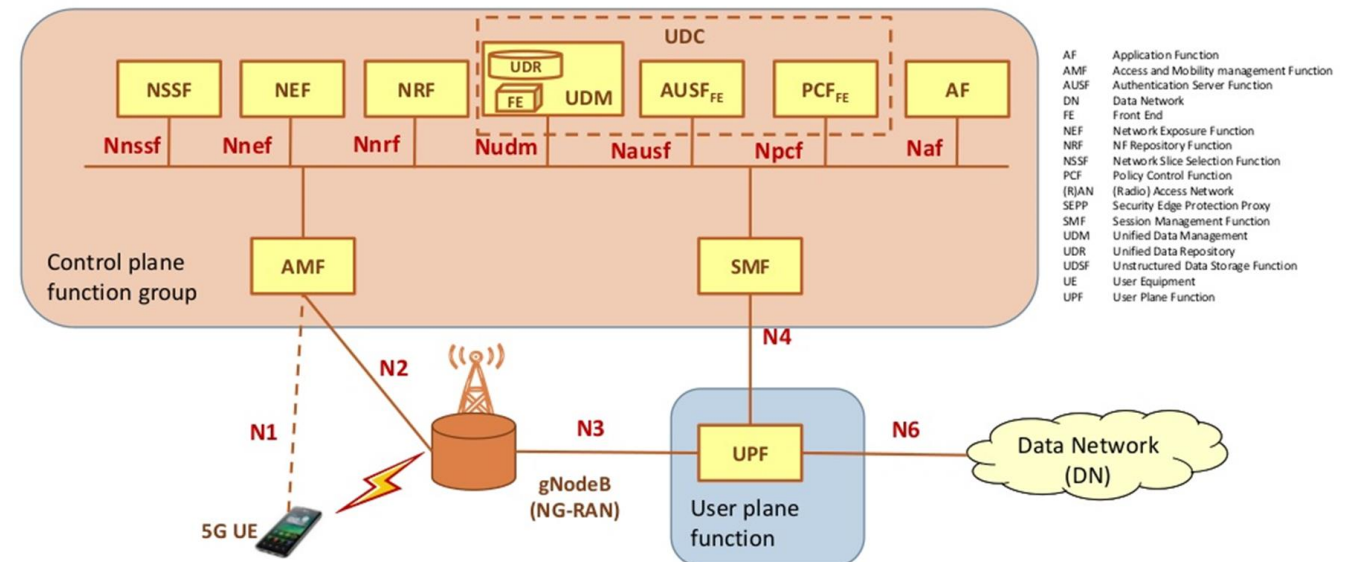 UDC
UDR
FE
UDM
NSSF
NEF
NRF
AUSFFE
PCFFE
AF
Nnssf
Nnef
Nnrf
Nudm
Nausf
Npcf
Naf
Control plane
function group
AMF
SMF
N4
N2
N1
N3
N6
UPF
gNodeB
(NG-RAN)
5G UE
User plane
function
Data Network
(DN)
AF Application Function
AMF Access and Mobility management Function
AUSF Authentication Server Function
DN Data Network
FE Front End
NEF Network Exposure Function
NRF NF Repository Function
NSSF Network Slice Selection Function
PCF Policy Control Function
(R)AN (Radio) Access Network
SEPP Security Edge Protection Proxy
SMF Session Management Function
UDM Unified Data Management
UDR Unified Data Repository
UDSF Unstructured Data Storage Function
UE User Equipment
UPF User Plane Function